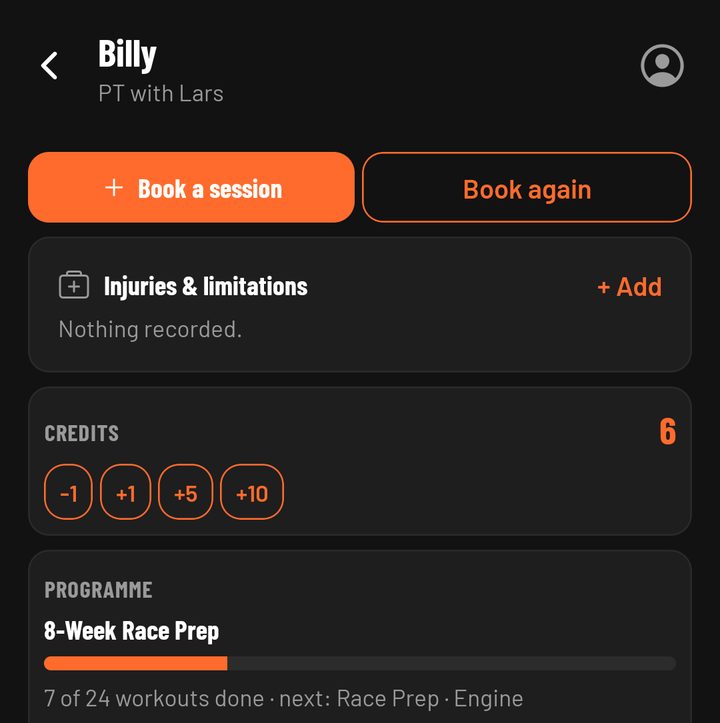 Billy
PT with Lars
+ Book a session
Book again
Injuries & limitations
+ Add
Nothing recorded.
CREDITS
6
-1
+1
+5
+10
PROGRAMME
8-Week Race Prep
7 of 24 workouts done · next: Race Prep · Engine